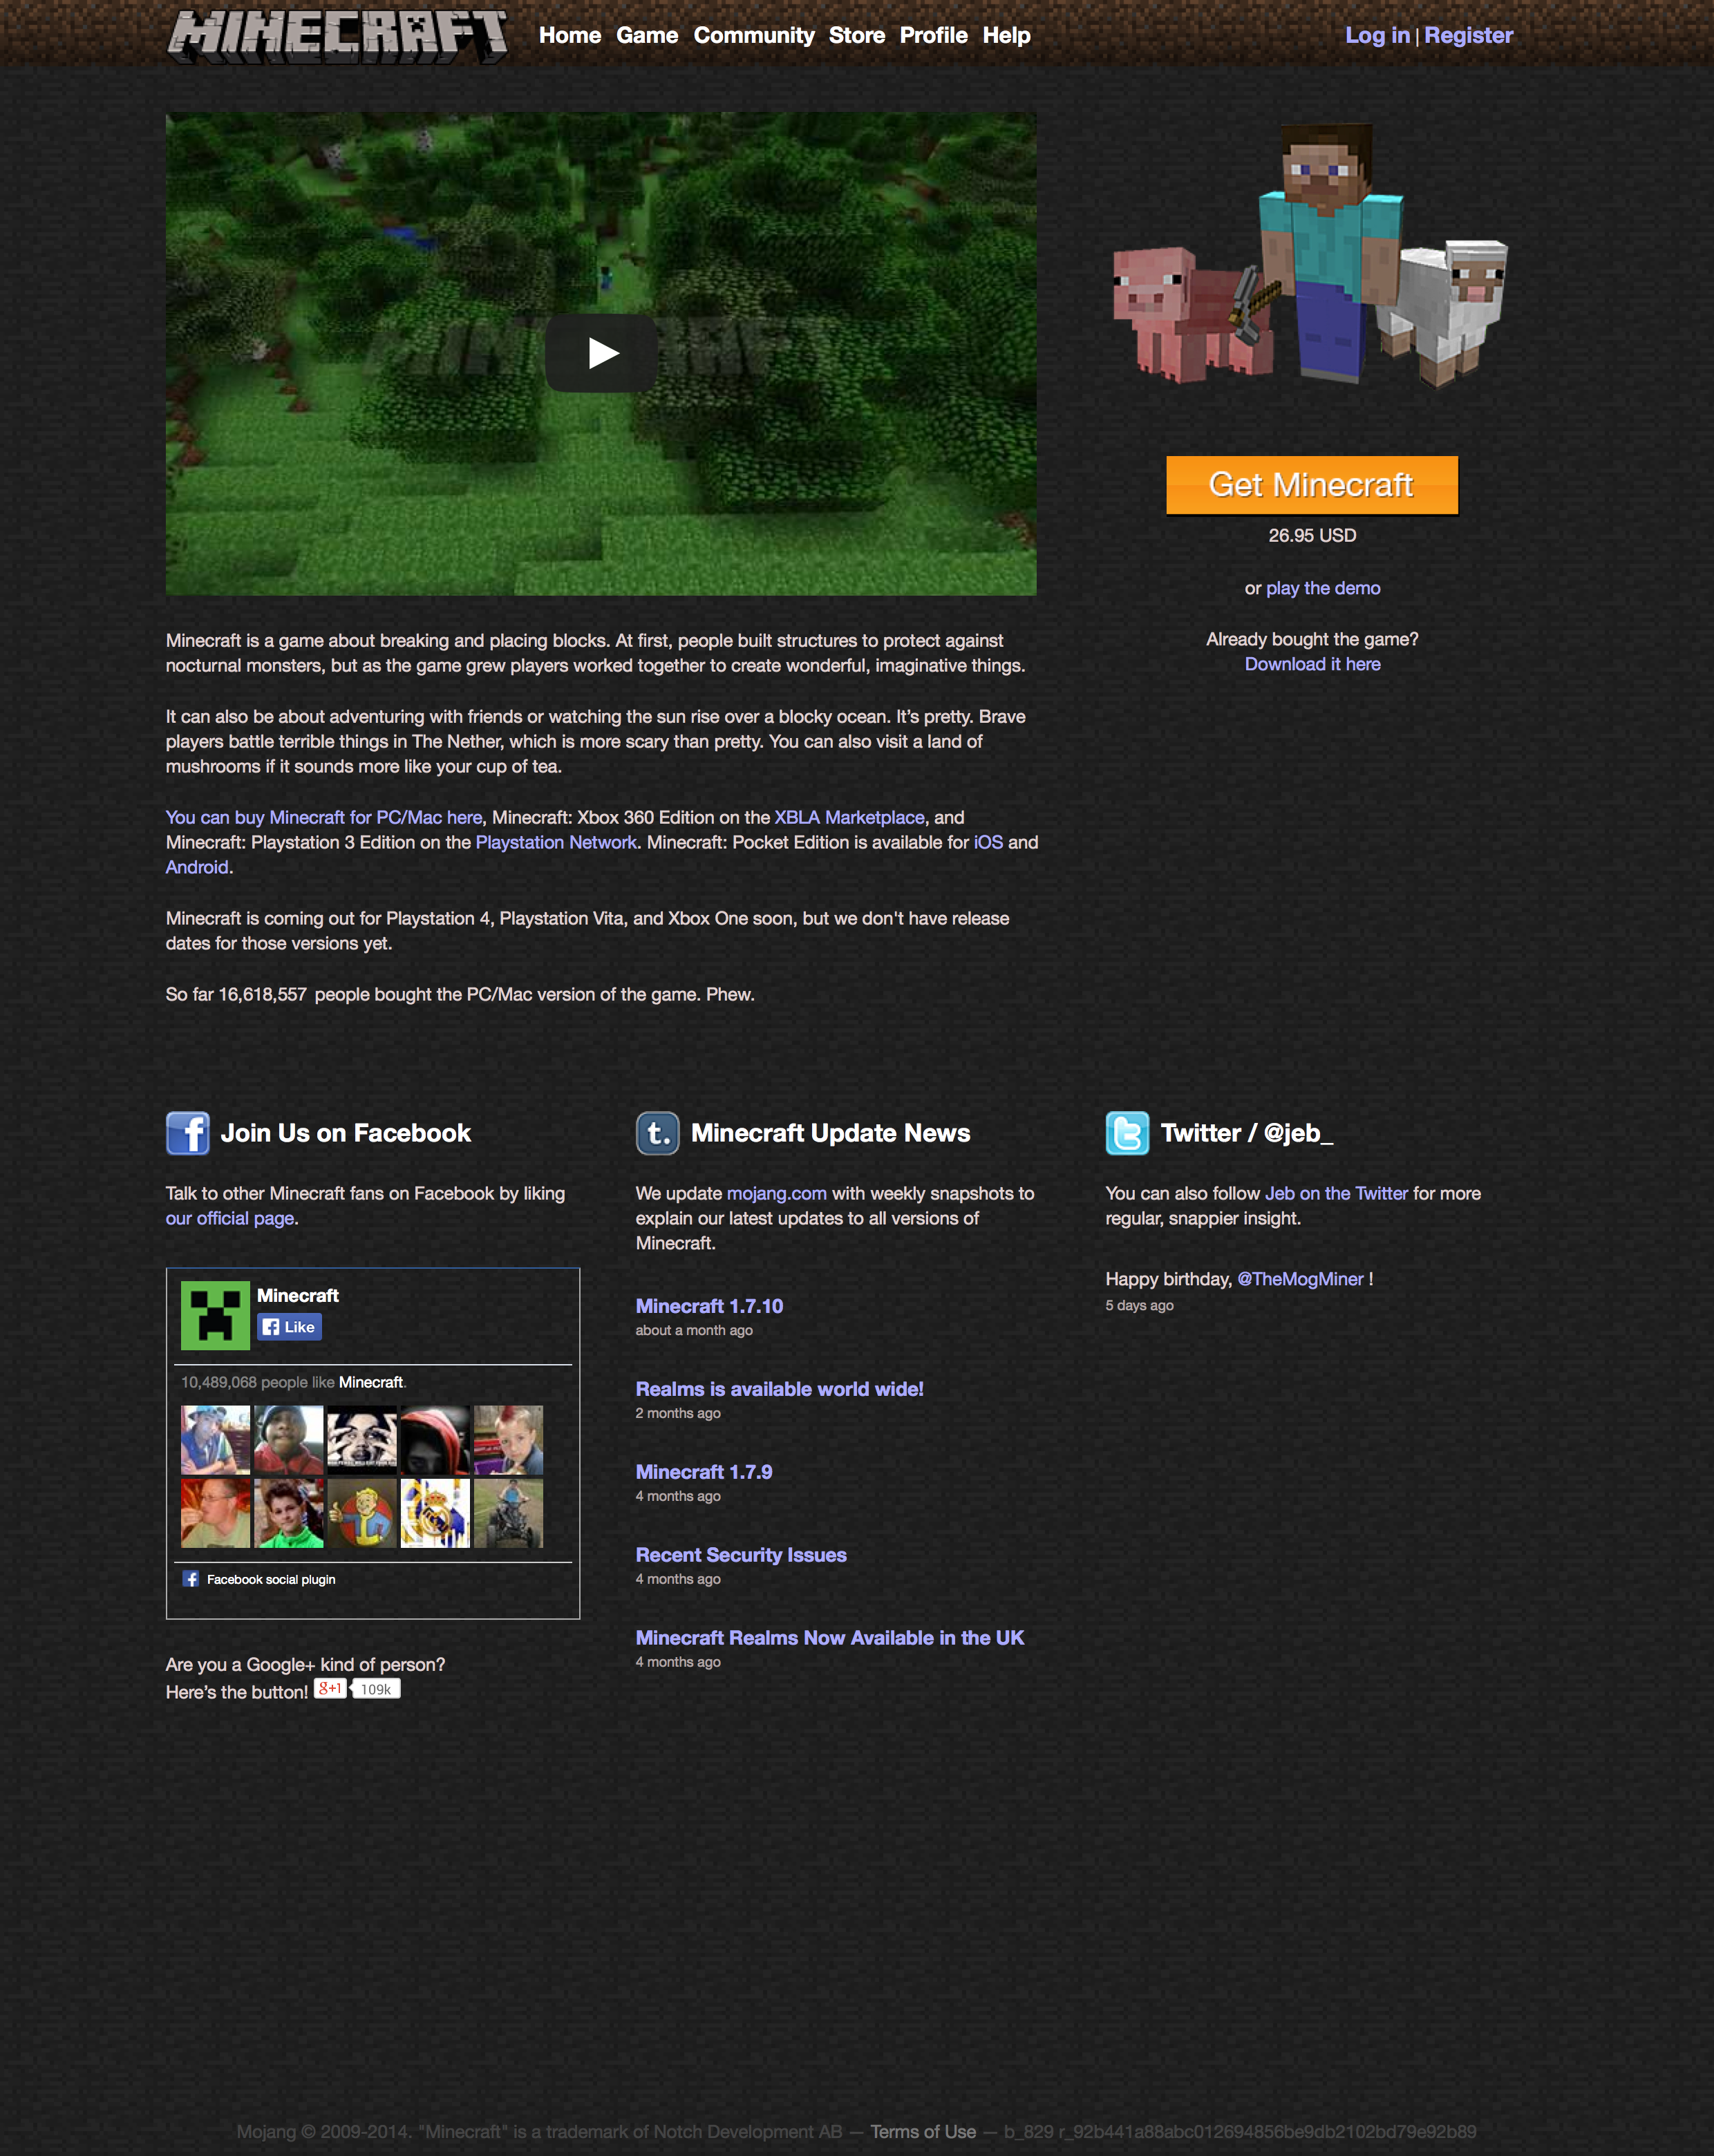 MINECRAFT
Home Game Community Store Profile Help
Log in | Register
MINECRAFT
Get Minecraft
26.95 USD
or play the demo
Already bought the game?
Download it here
Minecraft is a game about breaking and placing blocks. At first, people built structures to protect against
nocturnal monsters, but as the game grew players worked together to create wonderful, imaginative things.
It can also be about adventuring with friends or watching the sun rise over a blocky ocean. It’s pretty. Brave
players battle terrible things in The Nether, which is more scary than pretty. You can also visit a land of
mushrooms if it sounds more like your cup of tea.
You can buy Minecraft for PC/Mac here, Minecraft: Xbox 360 Edition on the XBLA Marketplace, and
Minecraft: Playstation 3 Edition on the Playstation Network. Minecraft: Pocket Edition is available for iOS and
Android.
Minecraft is coming out for Playstation 4, Playstation Vita, and Xbox One soon, but we don't have release
dates for those versions yet.
So far 16,618,557 people bought the PC/Mac version of the game. Phew.
f Join Us on Facebook
Talk to other Minecraft fans on Facebook by liking
our official page.
Minecraft
Like
10,489,068 people like Minecraft.
Facebook social plugin
Are you a Google+ kind of person?
Here’s the button! g+1 109k
t. Minecraft Update News
We update mojang.com with weekly snapshots to
explain our latest updates to all versions of
Minecraft.
Minecraft 1.7.10
about a month ago
Realms is available world wide!
2 months ago
Minecraft 1.7.9
4 months ago
Recent Security Issues
4 months ago
Minecraft Realms Now Available in the UK
4 months ago
t Twitter / @jeb_
You can also follow Jeb on the Twitter for more
regular, snappier insight.
Happy birthday, @TheMogMiner !
5 days ago
Mojang © 2009-2014. "Minecraft" is a trademark of Notch Development AB — Terms of Use — b_829 r_92b441a88abc012694856be9db2102bd79e92b89